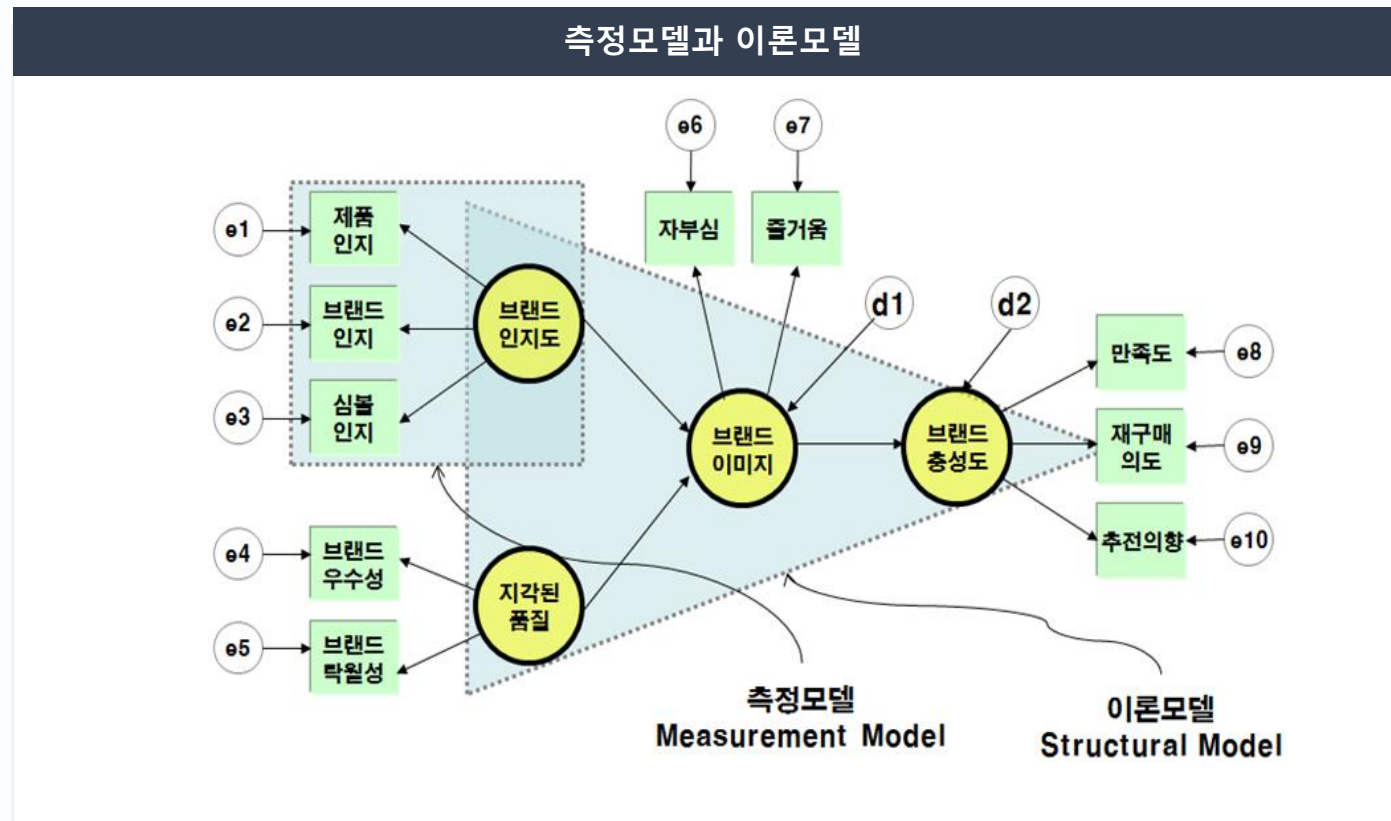 측정모델과 이론모델
e6
e7
e1
제품
인지
자부심
즐거움
e2
브랜드
인지
브랜드
인지도
d1
d2
e3
심볼
인지
만족도
e8
브랜드
이미지
브랜드
충성도
재구매
의도
e9
e4
브랜드
우수성
지각된
품질
추전의향
e10
e5
브랜드
탁월성
측정모델
Measurement Model
이론모델
Structural Model